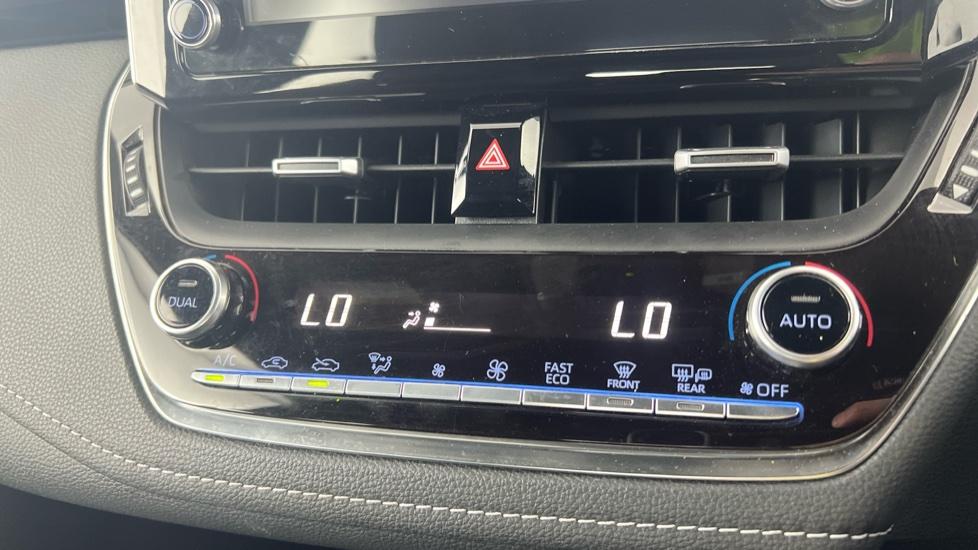 DUAL
LO
LO
AUTO
A/C
FAST
ECO
FRONT
REAR
OFF